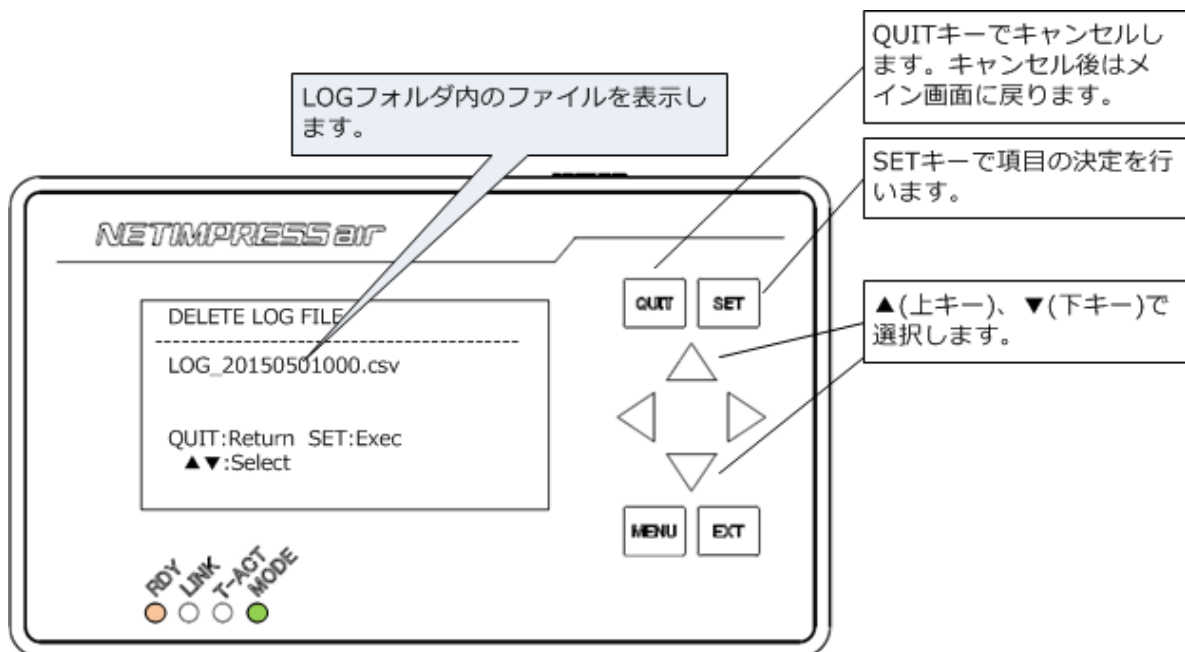 QUITキーでキャンセルし
ます。キャンセル後はメ
イン画面に戻ります。
LOGフォルダ内のファイルを表示し
ます。
SETキーで項目の決定を行
います。
NETIMPRESS air
QUIT SET
▲(上キー)、▼(下キー)で
選択します。
DELETE LOG FILE
LOG_20150501000.csv
QUIT:Return SET:Exec
▲▼:Select
MENU EXT
RDY LINK T-ACT MODE